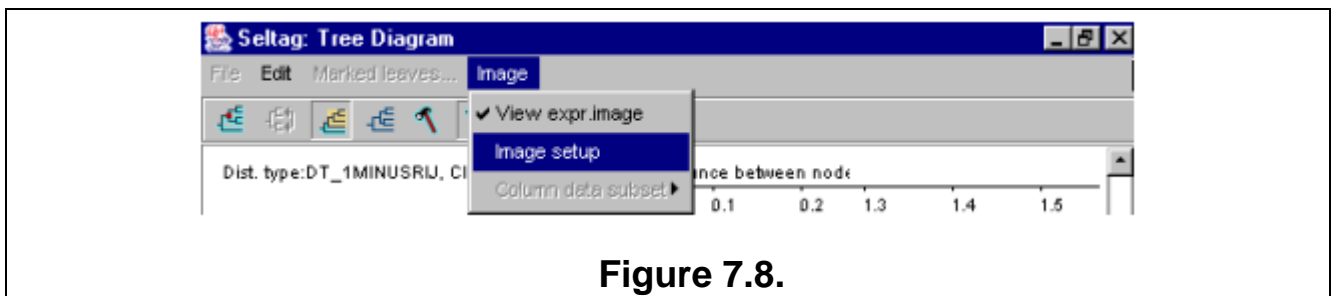 Seltag: Tree Diagram
File Edit Marked leaves... Image
View expr.image
Image setup
Column data subset
Dist. type:DT_1MINUSRIJ, Cl nce between node
0.1 0.2 1.3 1.4 1.5
Figure 7.8.